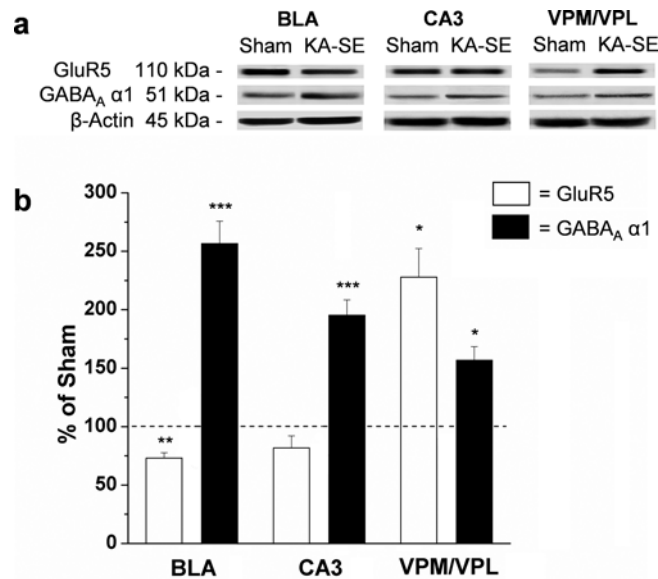 a
BLA CA3 VPM/VPL
Sham KA-SE Sham KA-SE Sham KA-SE
GluR5 110 kDa -
GABAA α1 51 kDa -
β-Actin 45 kDa -
b
= GluR5
= GABAA α1
% of Sham
300
250
200
150
100
50
0
***
***
*
*
**
BLA CA3 VPM/VPL